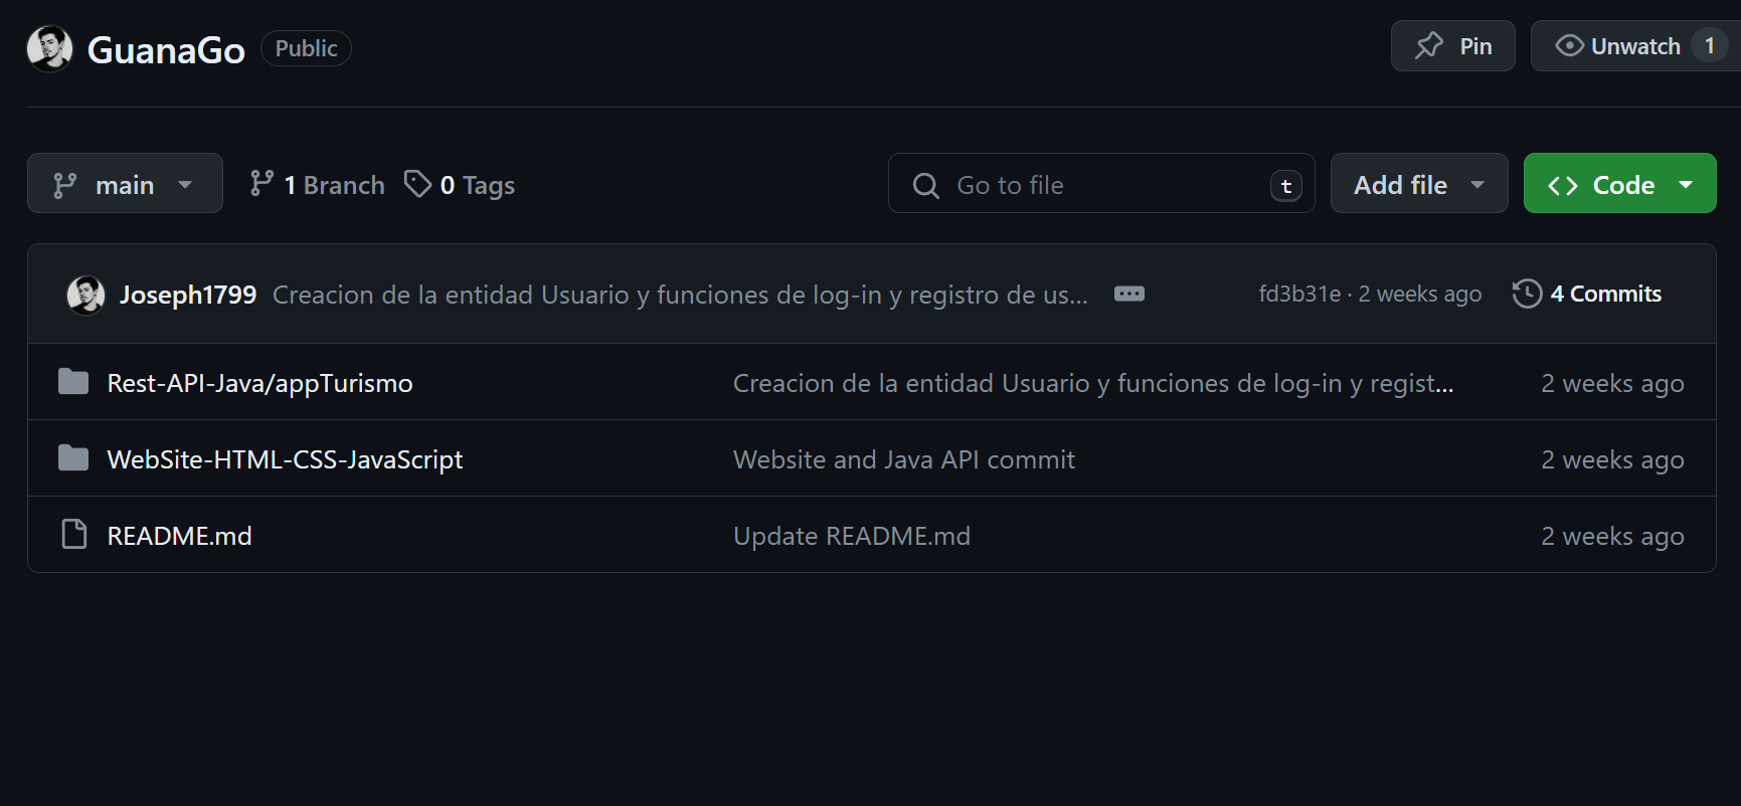 GuanaGo Public Pin Unwatch 1
main 1 Branch 0 Tags Go to file t Add file Code
Joseph1799 Creacion de la entidad Usuario y funciones de log-in y registro de us... fd3b31e · 2 weeks ago 4 Commits
Rest-API-Java/appTurismo Creacion de la entidad Usuario y funciones de log-in y regist... 2 weeks ago
WebSite-HTML-CSS-JavaScript Website and Java API commit 2 weeks ago
README.md Update README.md 2 weeks ago